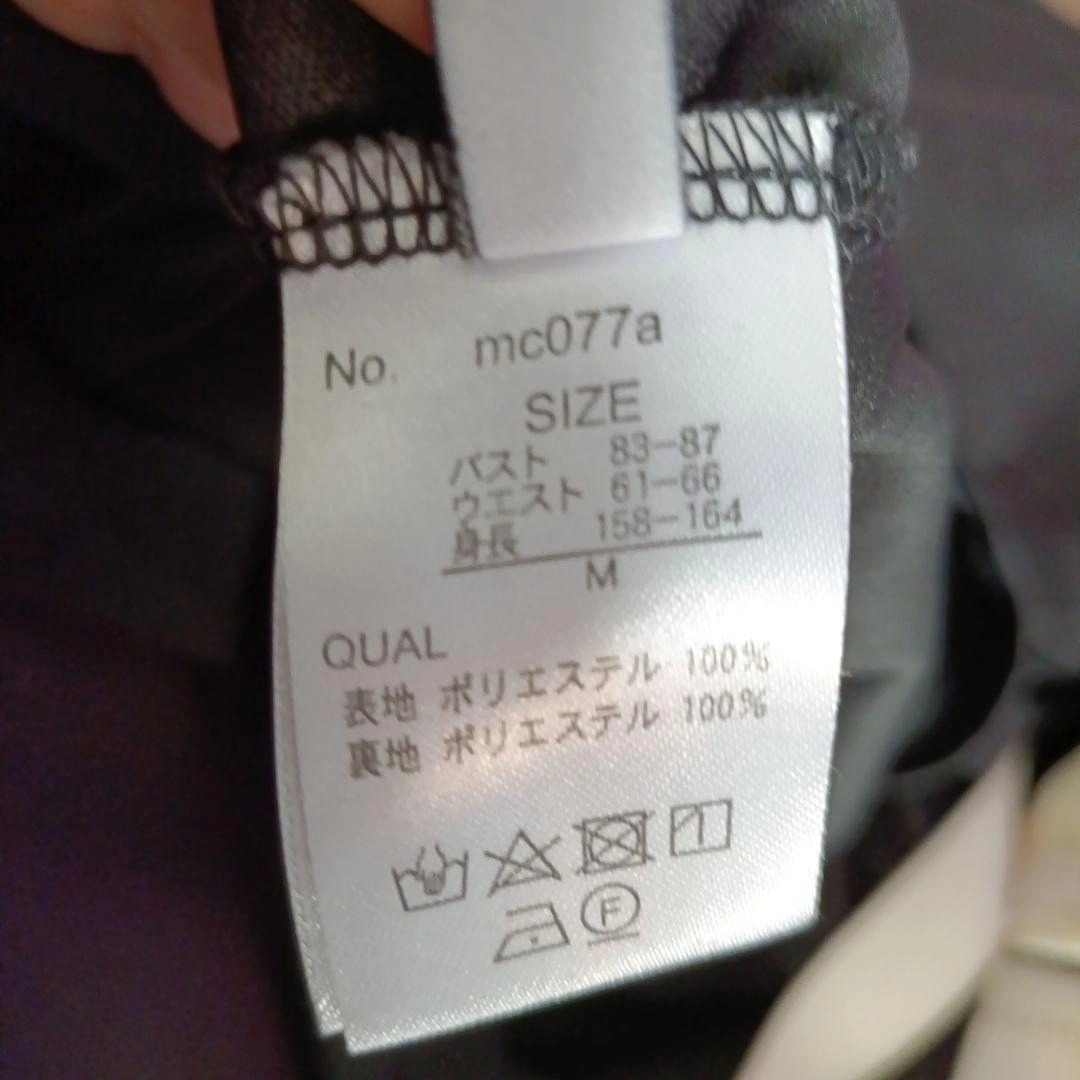 No. mc077a
SIZE
バスト 83-87
ウエスト 61-66
身長 158-164
M
QUAL
表地 ポリエステル 100%
裏地 ポリエステル 100%
F